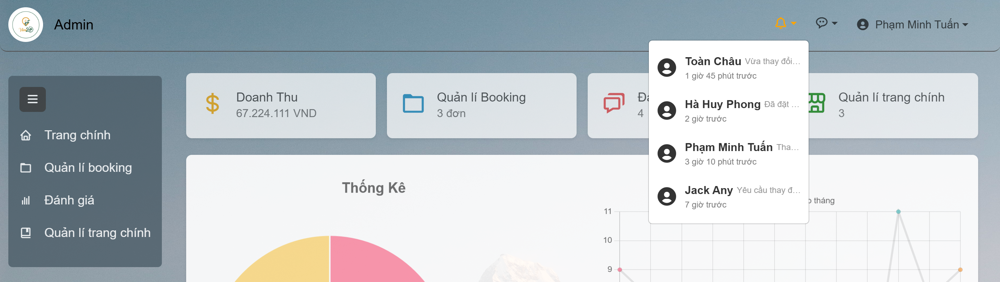 View24h
Admin
Phạm Minh Tuấn
Toàn Châu Vừa thay đổi...
1 giờ 45 phút trước
Hà Huy Phong Đã đặt ...
2 giờ trước
Phạm Minh Tuấn Tha...
3 giờ 10 phút trước
Jack Any Yêu cầu thay đ...
7 giờ trước
Trang chính
Quản lí booking
Đánh giá
Quản lí trang chính
Doanh Thu
67.224.111 VND
Quản lí Booking
3 đơn
4
Quản lí trang chính
3
Thống Kê
tháng
11
10
9